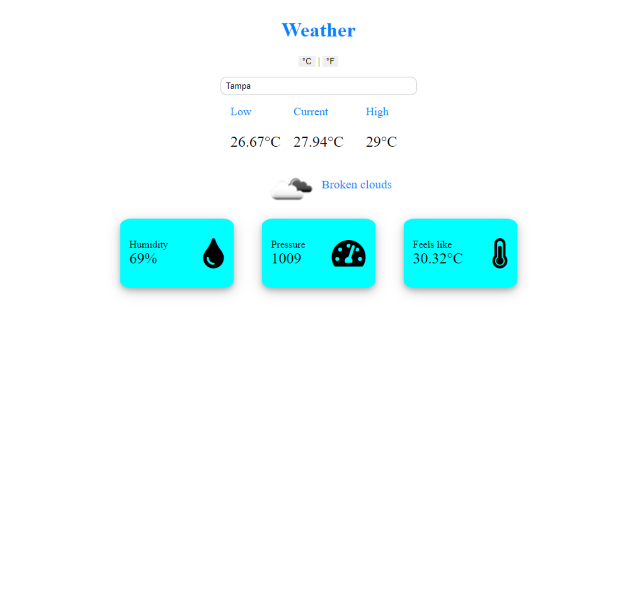 Weather
°C | °F
Tampa
Low Current High
26.67°C 27.94°C 29°C
Broken clouds
Humidity
69%
Pressure
1009
Feels like
30.32°C